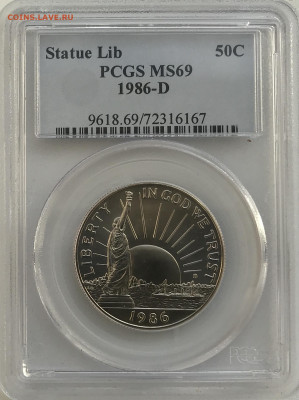 COINS.LAVE.RU
Statue Lib 50C
PCGS MS69
1986-D
9618.69/72316167
LIBERTY IN GOD WE TRUST
1986